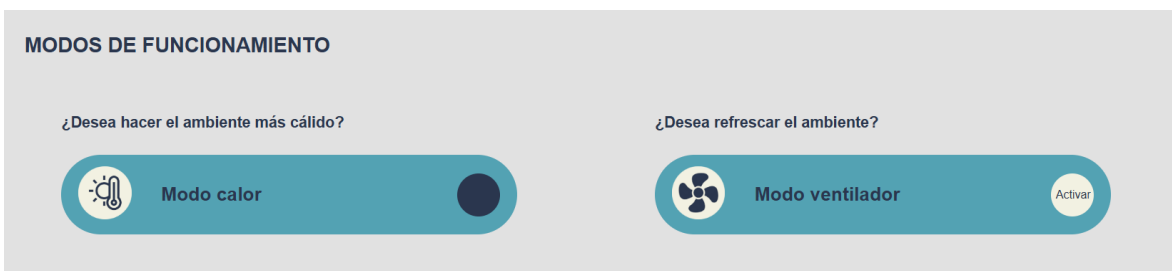 MODOS DE FUNCIONAMIENTO
¿Desea hacer el ambiente más cálido?
Modo calor
¿Desea refrescar el ambiente?
Modo ventilador
Activar